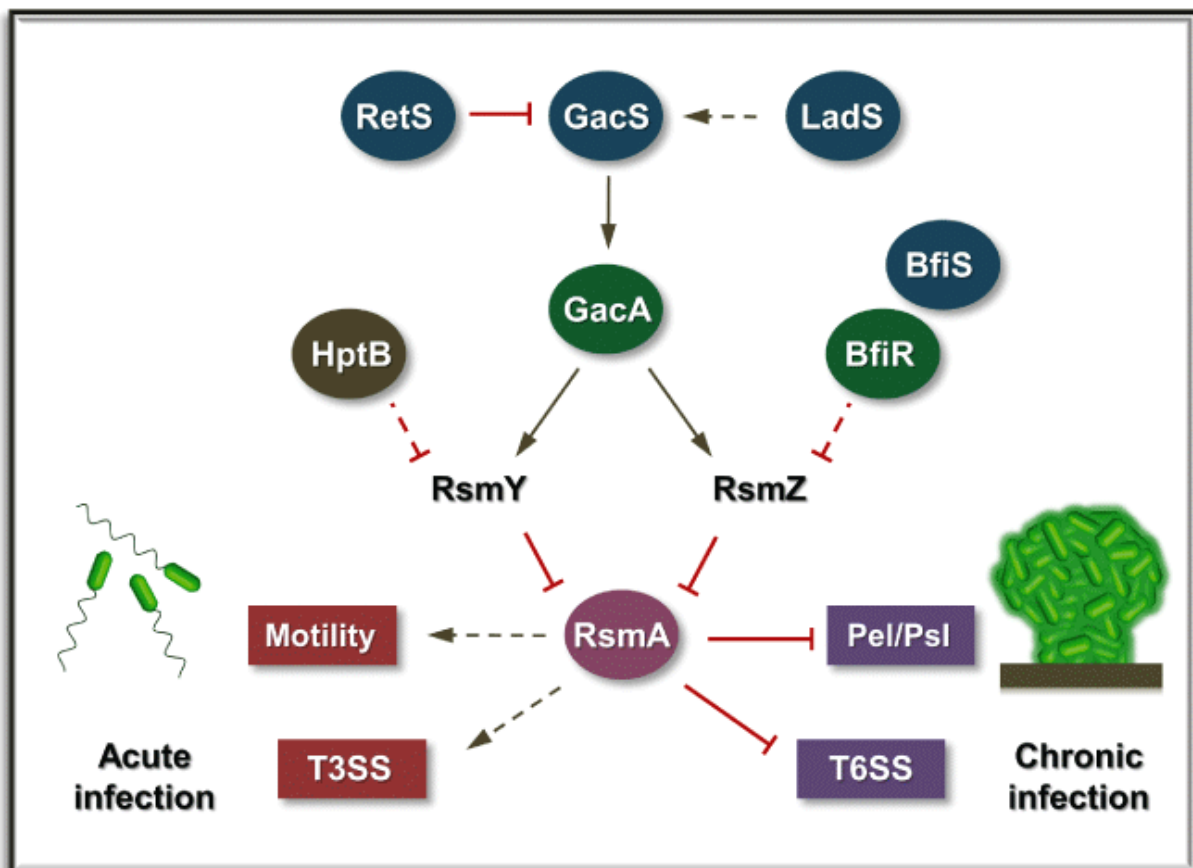 RetS
GacS
LadS
BfiS
GacA
HptB
BfiR
RsmY
RsmZ
Motility
RsmA
Pel/Psl
Acute
infection
T3SS
T6SS
Chronic
infection